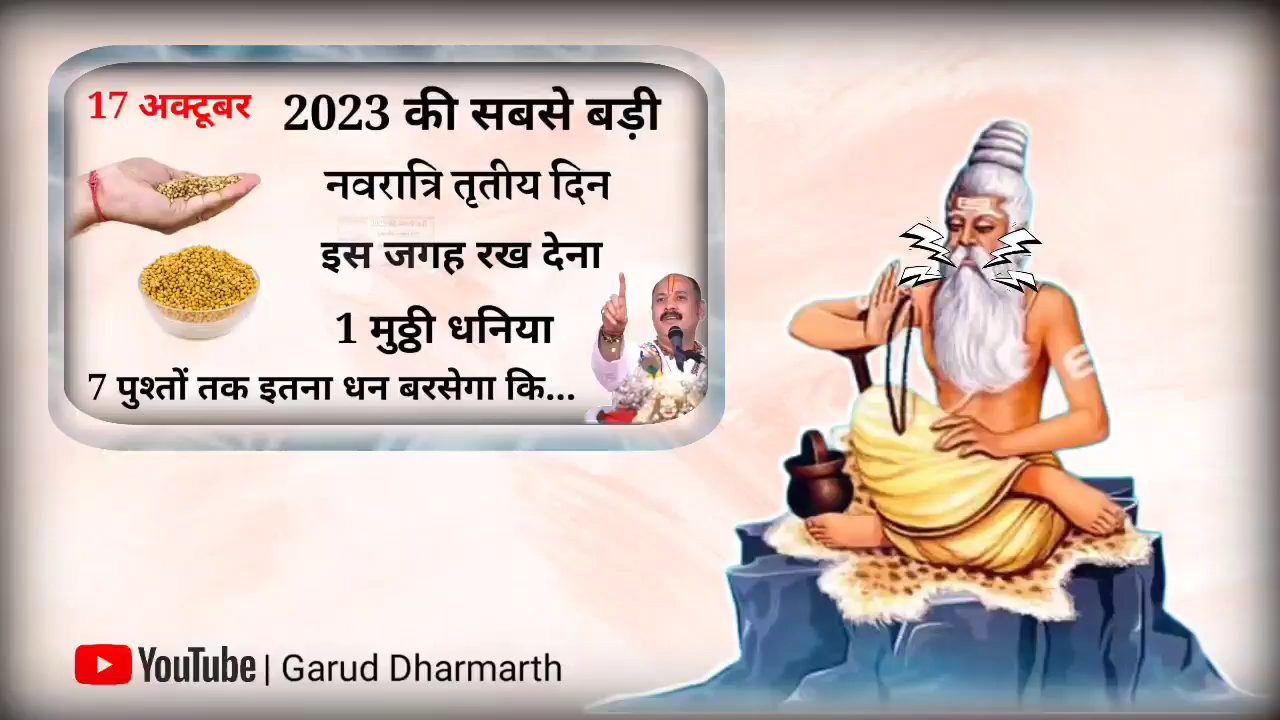 17 अक्टूबर
2023 की सबसे बड़ी
नवरात्रि तृतीय दिन
इस जगह रख देना
1 मुठ्ठी धनिया
7 पुश्तों तक इतना धन बरसेगा कि...
YouTube | Garud Dharmarth